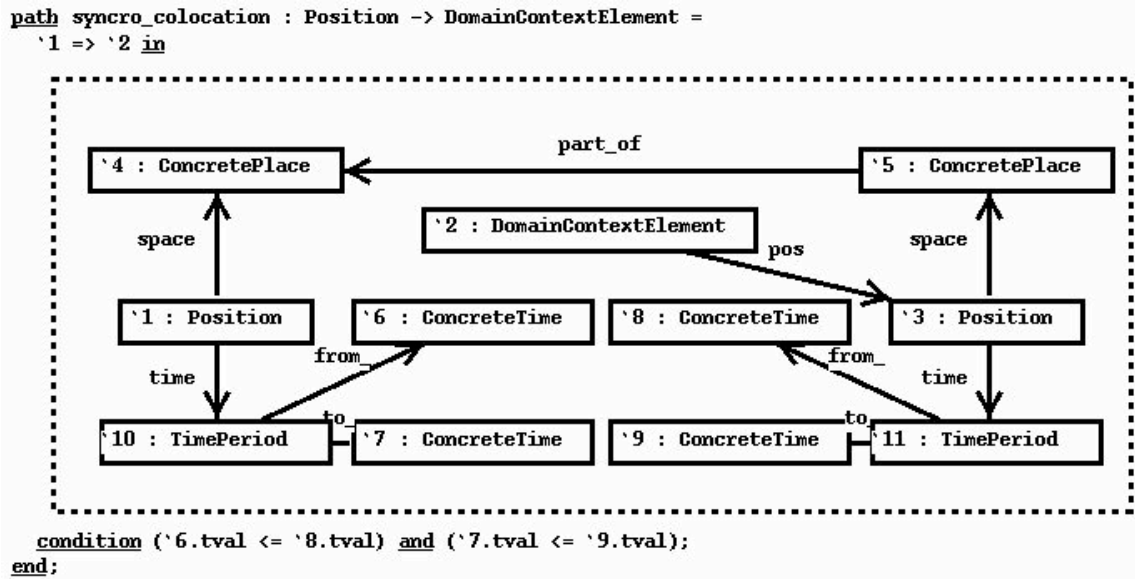 path syncro_colocation : Position -> DomainContextElement =
`1 => `2 in
part_of
`4 : ConcretePlace
`5 : ConcretePlace
`2 : DomainContextElement
space
space
pos
`1 : Position
`6 : ConcreteTime
`8 : ConcreteTime
`3 : Position
from_
from_
time
time
to_
to_
`10 : TimePeriod
`7 : ConcreteTime
`9 : ConcreteTime
`11 : TimePeriod
condition (`6.tval <= `8.tval) and (`7.tval <= `9.tval);
end;